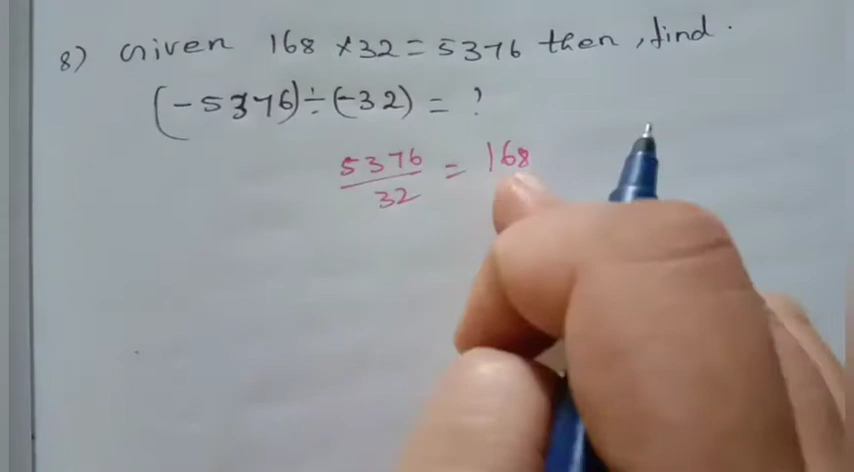 8) Given 168 × 32 = 5376 then, find.
(-5376) ÷ (-32) = ?
5376/32 = 168